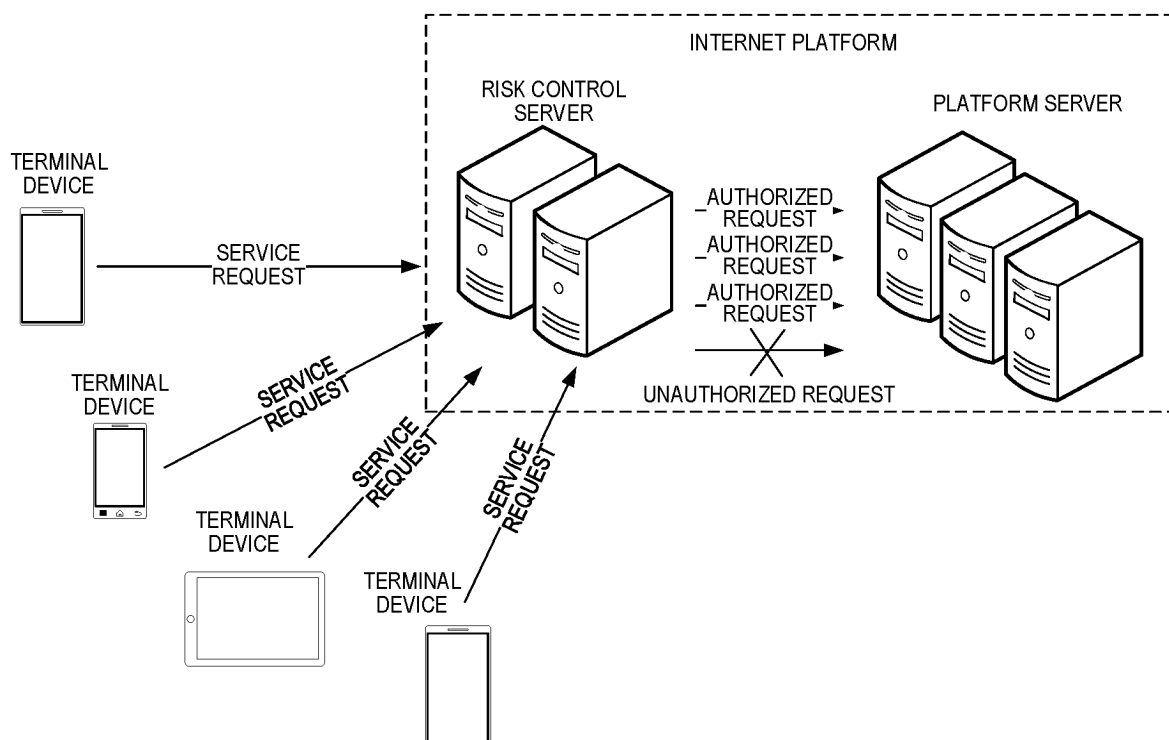 INTERNET PLATFORM
RISK CONTROL
SERVER
PLATFORM SERVER
TERMINAL
DEVICE
SERVICE
REQUEST
AUTHORIZED
REQUEST
AUTHORIZED
REQUEST
AUTHORIZED
REQUEST
UNAUTHORIZED REQUEST
TERMINAL
DEVICE
SERVICE
REQUEST
TERMINAL
DEVICE
SERVICE
REQUEST
TERMINAL
DEVICE
SERVICE
REQUEST